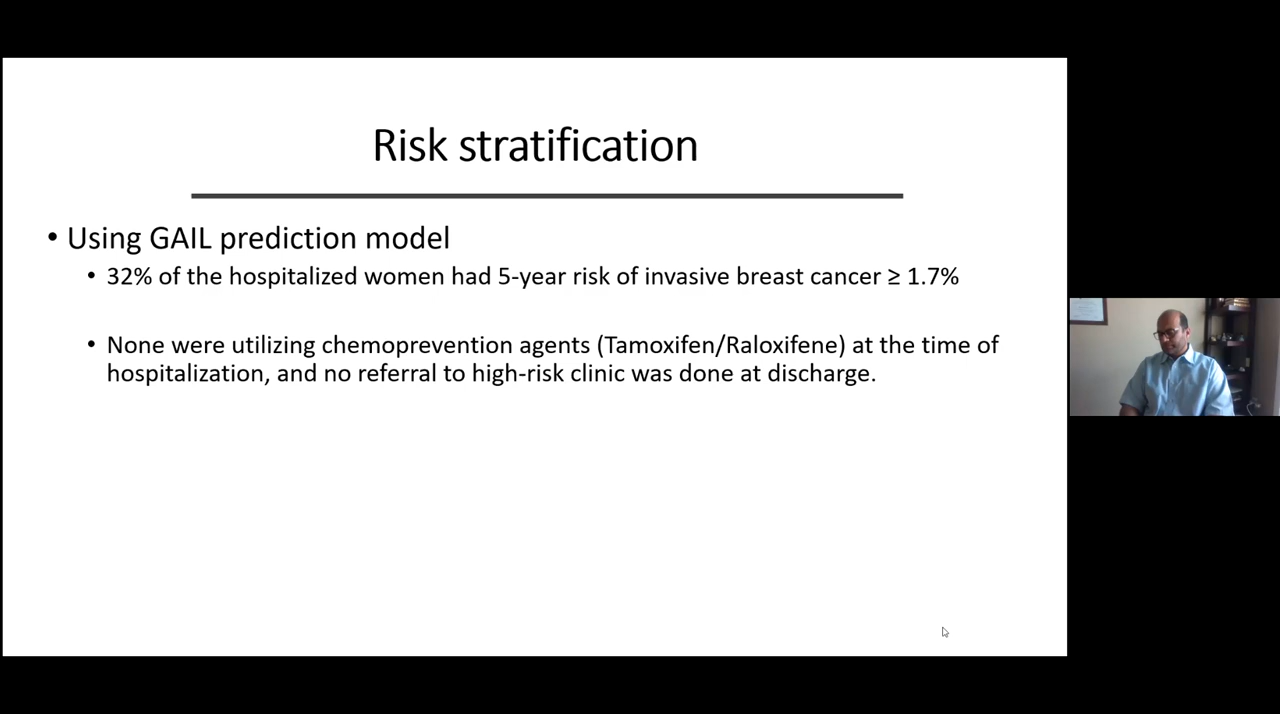 Risk stratification
• Using GAIL prediction model
• 32% of the hospitalized women had 5-year risk of invasive breast cancer ≥ 1.7%
• None were utilizing chemoprevention agents (Tamoxifen/Raloxifene) at the time of
hospitalization, and no referral to high-risk clinic was done at discharge.